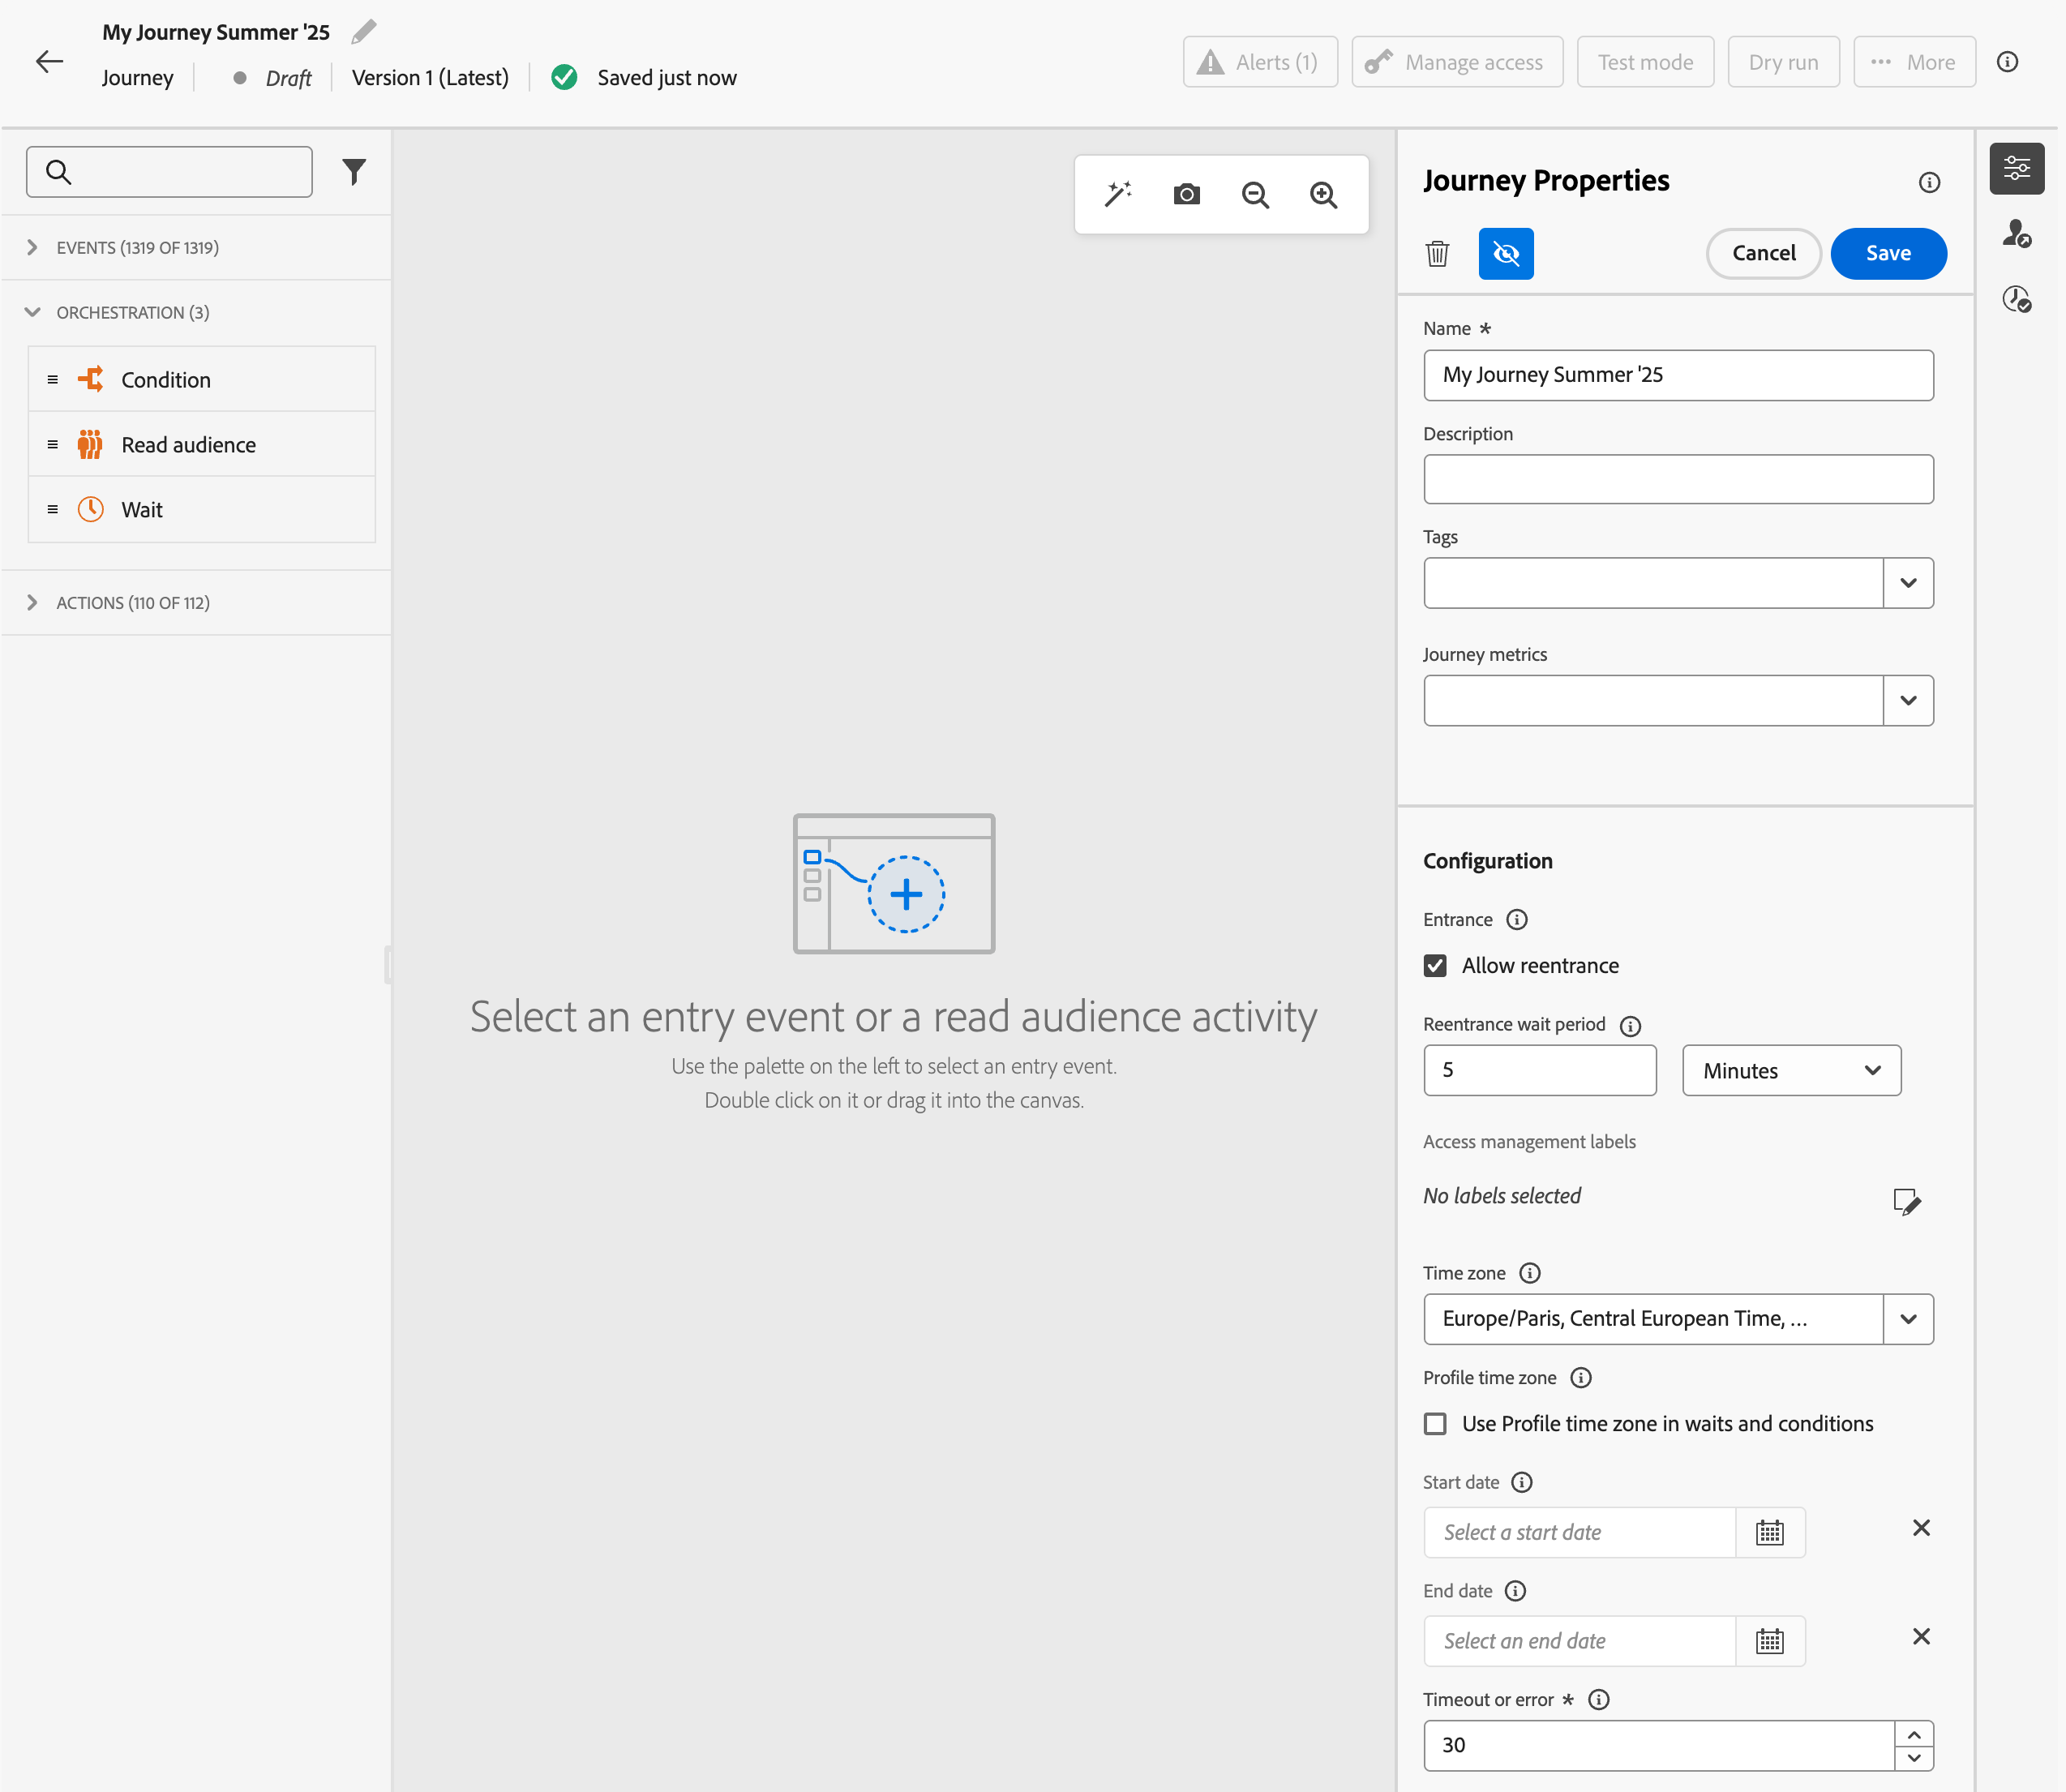 My Journey Summer '25
Journey
Draft
Version 1 (Latest)
Saved just now
Alerts (1)
Manage access
Test mode
Dry run
More
EVENTS (1319 OF 1319)
ORCHESTRATION (3)
Condition
Read audience
Wait
ACTIONS (110 OF 112)
Select an entry event or a read audience activity
Use the palette on the left to select an entry event.
Double click on it or drag it into the canvas.
Journey Properties
Cancel
Save
Name *
My Journey Summer '25
Description
Tags
Journey metrics
Configuration
Entrance
Allow reentrance
Reentrance wait period
5
Minutes
Access management labels
No labels selected
Time zone
Europe/Paris, Central European Time, ...
Profile time zone
Use Profile time zone in waits and conditions
Start date
Select a start date
End date
Select an end date
Timeout or error *
30